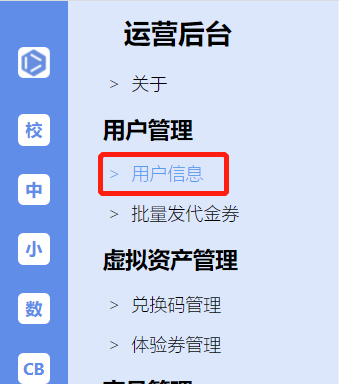 运营后台
> 关于
用户管理
> 用户信息
> 批量发代金券
虚拟资产管理
> 兑换码管理
> 体验券管理
校
中
小
数
CB